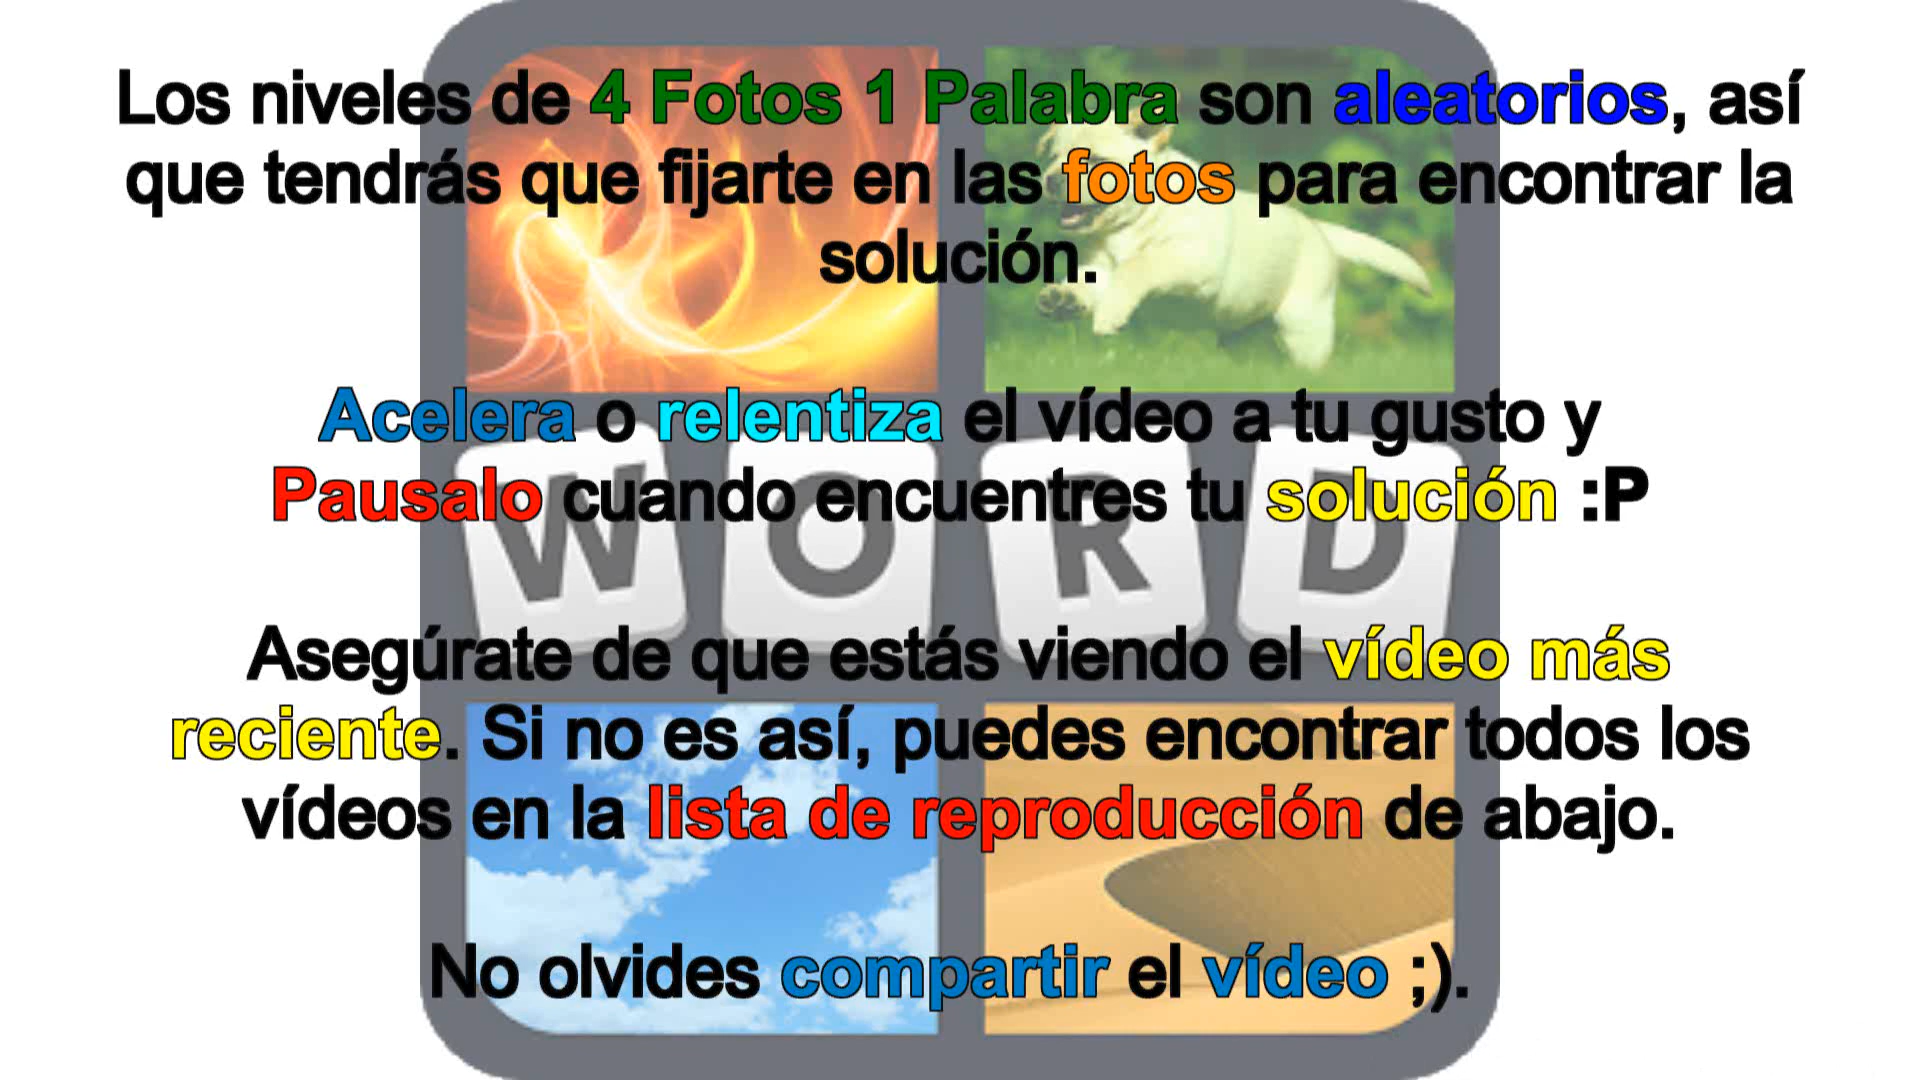 Los niveles de 4 Fotos 1 Palabra son aleatorios, así
que tendrás que fijarte en las fotos para encontrar la
solución.
Acelera o relentiza el vídeo a tu gusto y
Pausalo cuando encuentres tu solución :P
WORD
Asegúrate de que estás viendo el vídeo más
reciente. Si no es así, puedes encontrar todos los
vídeos en la lista de reproducción de abajo.
No olvides compartir el vídeo ;).